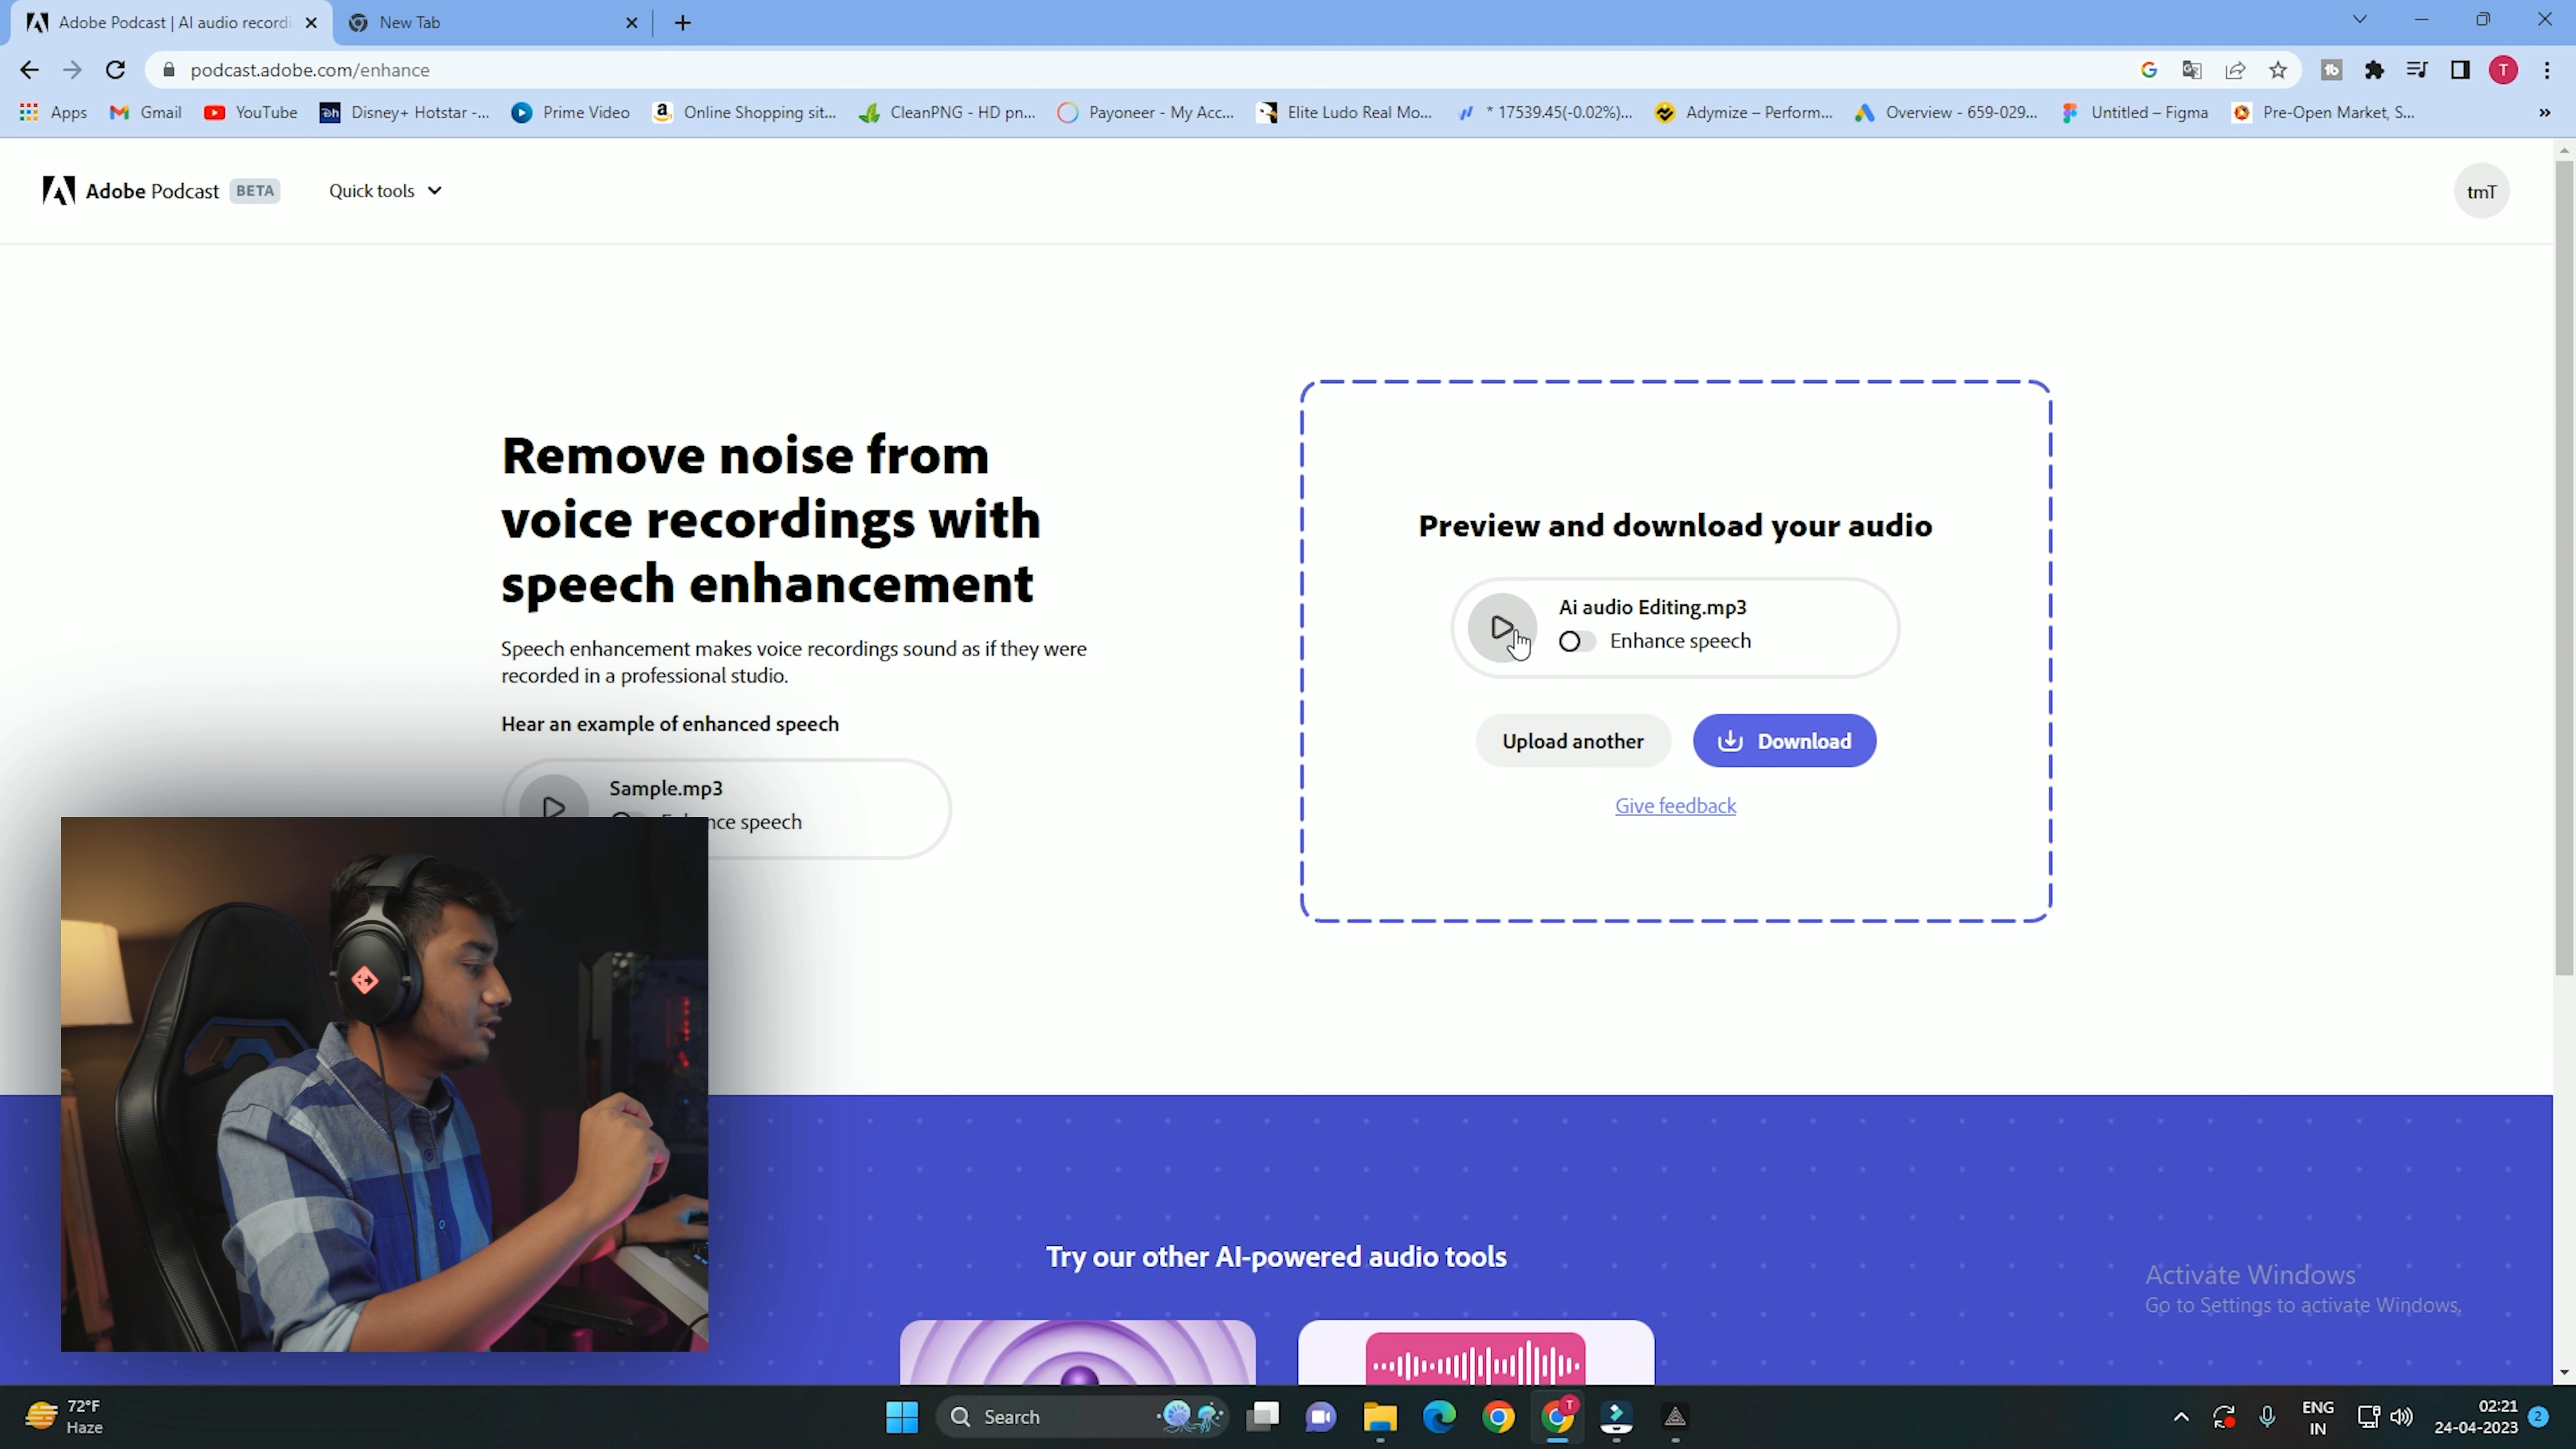 Adobe Podcast | AI audio recordi
New Tab
podcast.adobe.com/enhance
T
Apps
Gmail
YouTube
Disney+ Hotstar -...
Prime Video
Online Shopping sit...
CleanPNG - HD pn...
Payoneer - My Acc...
Elite Ludo Real Mo...
* 17539.45(-0.02%)...
Adymize – Perform...
Overview - 659-029...
Untitled – Figma
Pre-Open Market, S...
»
Adobe Podcast BETA
Quick tools
tmT
Remove noise from
voice recordings with
speech enhancement
Speech enhancement makes voice recordings sound as if they were
recorded in a professional studio.
Hear an example of enhanced speech
Sample.mp3
nce speech
Preview and download your audio
Ai audio Editing.mp3
Enhance speech
Upload another
Download
Give feedback
Try our other AI-powered audio tools
Activate Windows
Go to Settings to activate Windows.
72°F
Haze
Search
T
ENG
IN
02:21
24-04-2023
2